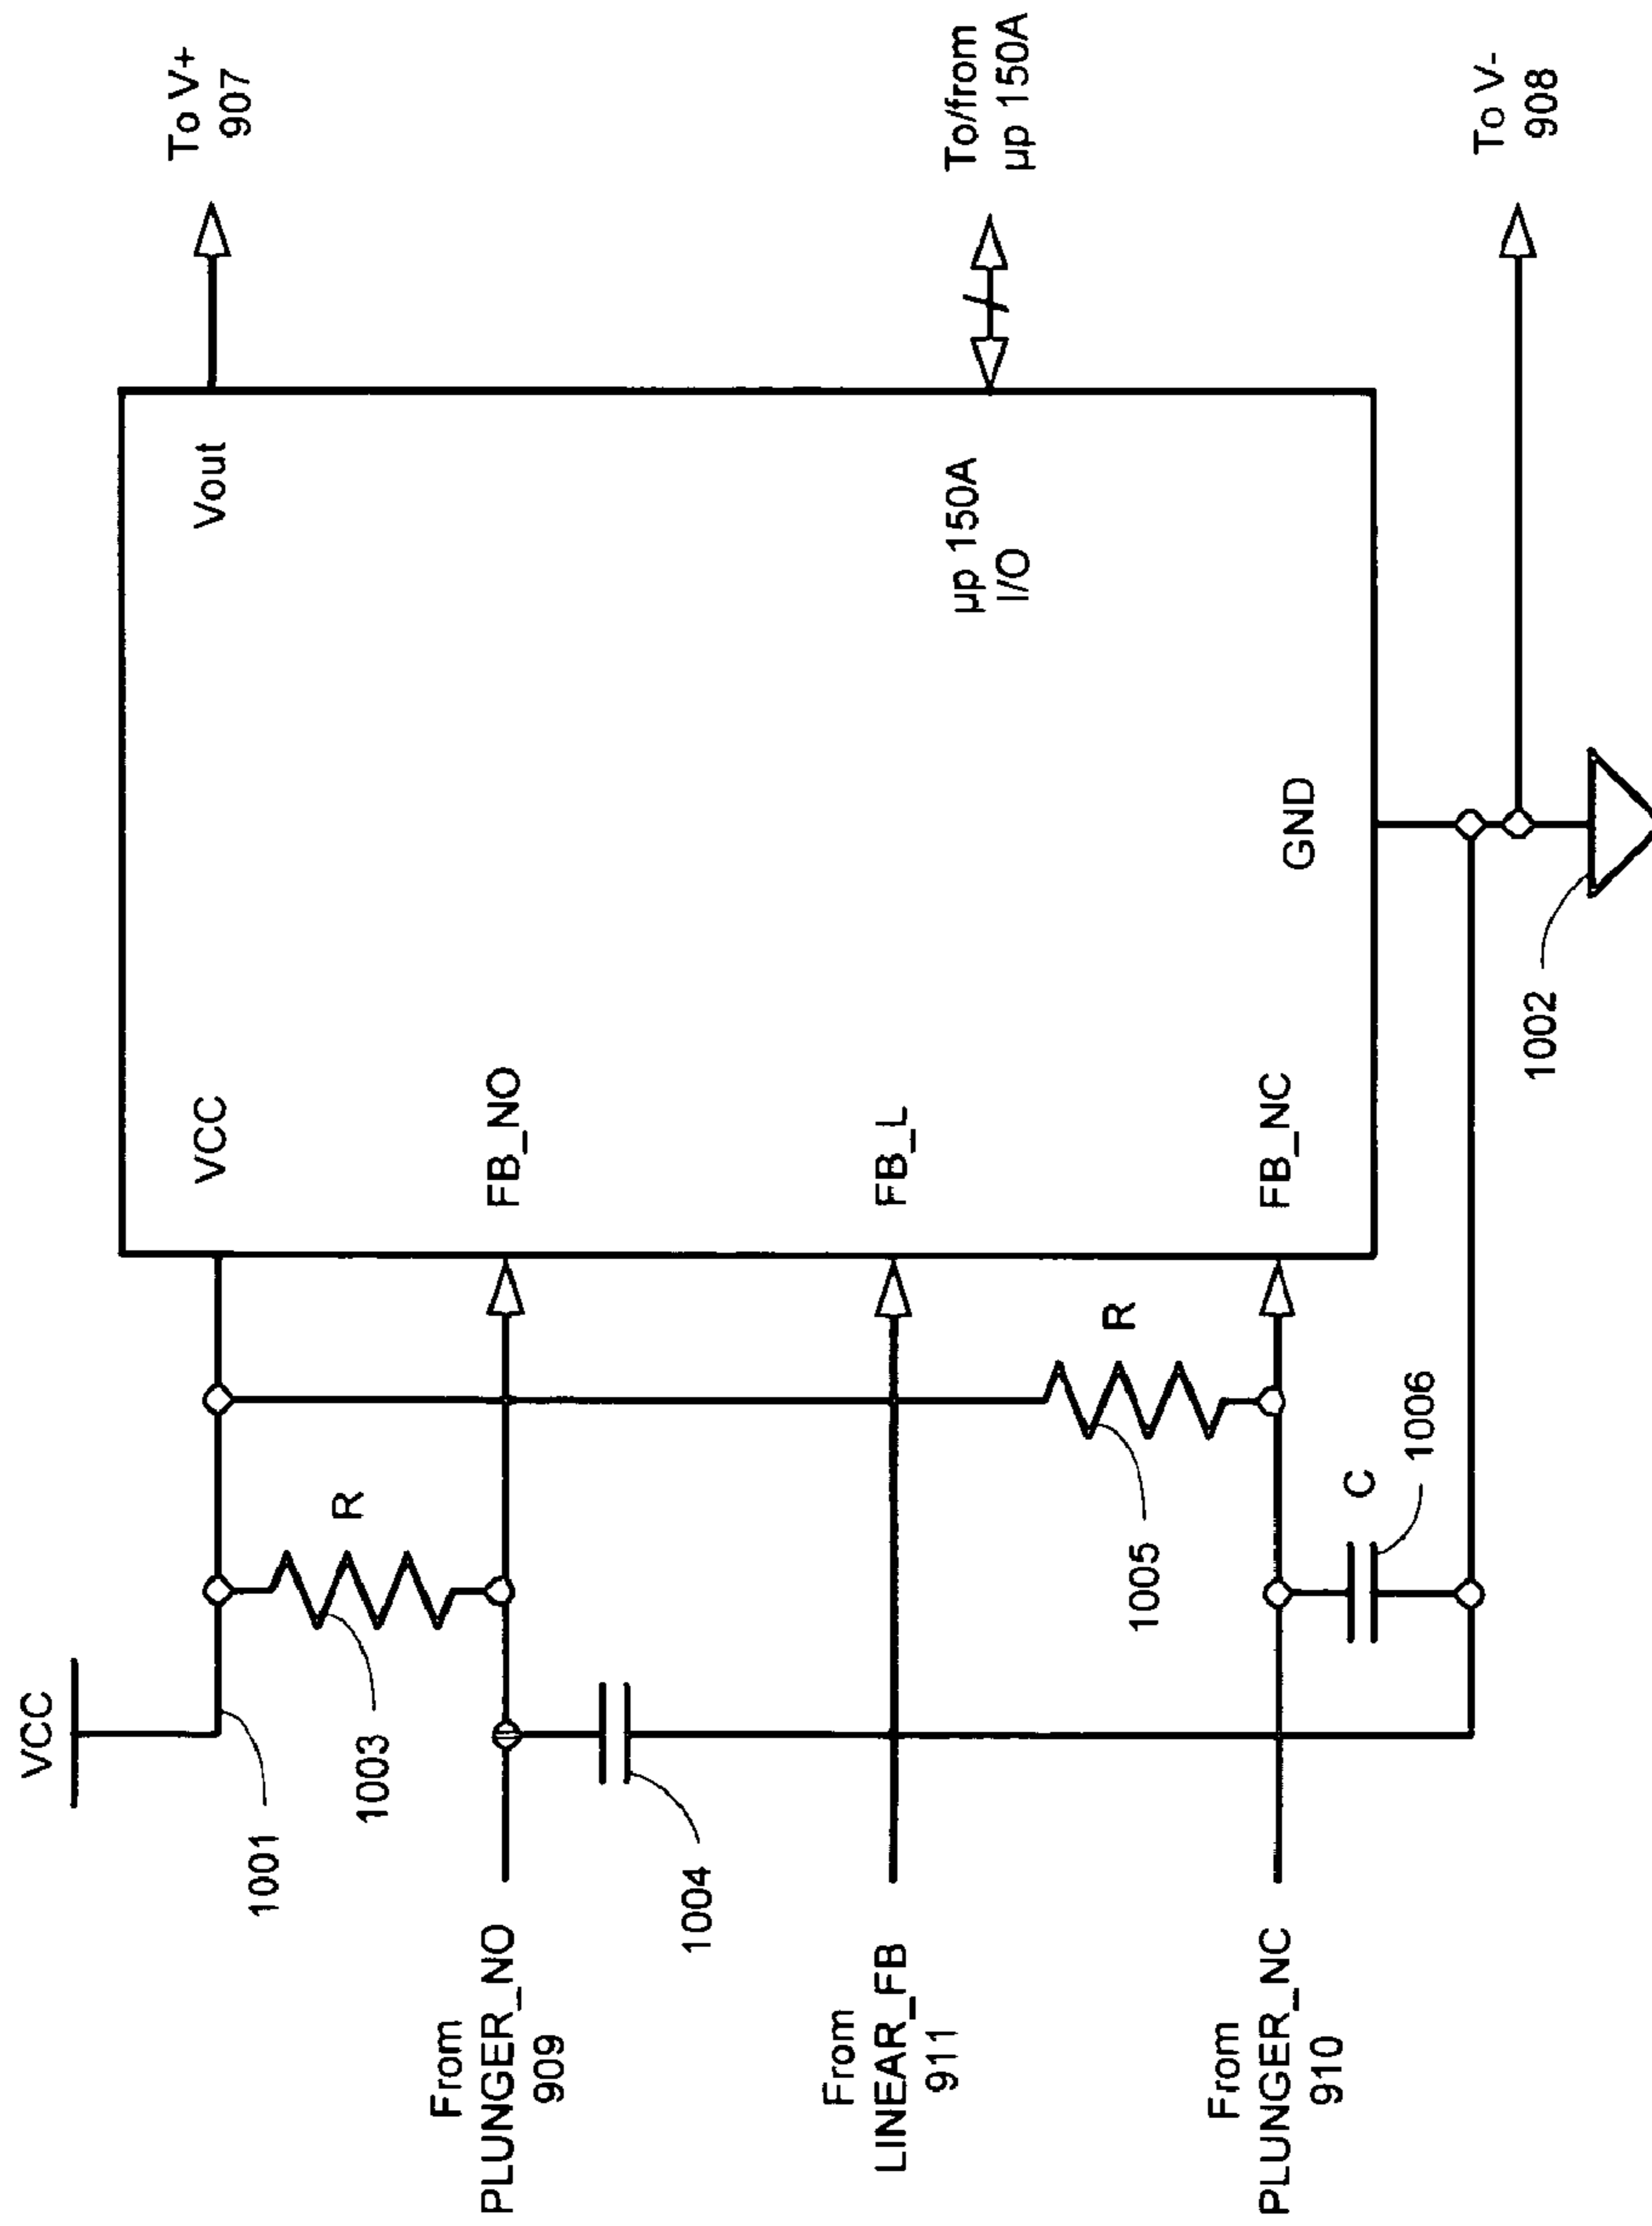 VCC
1001
R
1003
From
PLUNGER_NO
909
1004
From
LINEAR_FB
911
R
1005
From
PLUNGER_NC
910
C
1006
VCC
FB_NO
FB_L
FB_NC
GND
1002
Vout
µp 150A
I/O
To V+
907
To/from
µp 150A
To V-
908